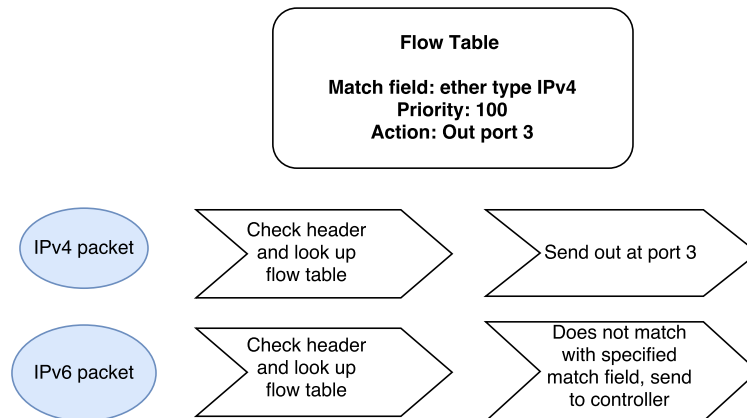 Flow Table
Match field: ether type IPv4
Priority: 100
Action: Out port 3
IPv4 packet
Check header
and look up
flow table
Send out at port 3
IPv6 packet
Check header
and look up
flow table
Does not match
with specified
match field, send
to controller